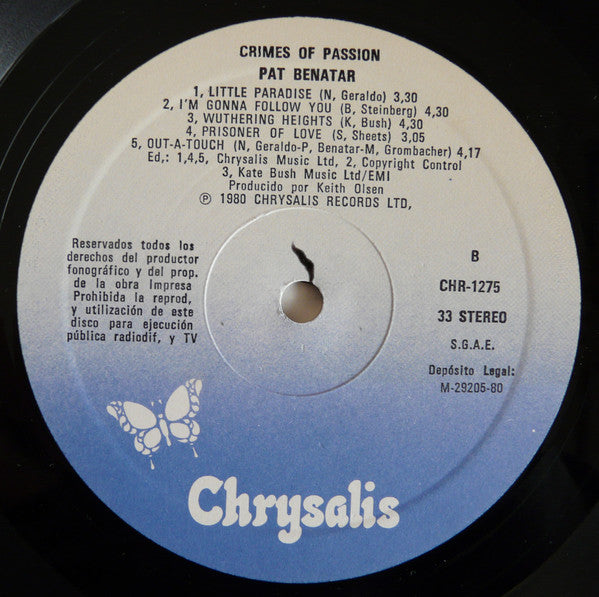 CRIMES OF PASSION
PAT BENATAR
1, LITTLE PARADISE (N, Geraldo) 3,30
2, I'M GONNA FOLLOW YOU (B, Steinberg) 4,30
3, WUTHERING HEIGHTS (K, Bush) 4,30
4, PRISONER OF LOVE (S, Sheets) 3,05
5, OUT-A-TOUCH (N, Geraldo-P, Benatar-M, Grombacher) 4,17
Ed.: 1,4,5, Chrysalis Music Ltd, 2, Copyright Control
3, Kate Bush Music Ltd/EMI
Producido por Keith Olsen
℗ 1980 CHRYSALIS RECORDS LTD,
Reservados todos los
derechos del productor
fonográfico y del prop.
de la obra Impresa
Prohibida la reprod,
y utilización de este
disco para ejecución
pública radiodif, y TV
B
CHR-1275
33 STEREO
S.G.A.E.
Depósito Legal:
M-29205-80
Chrysalis